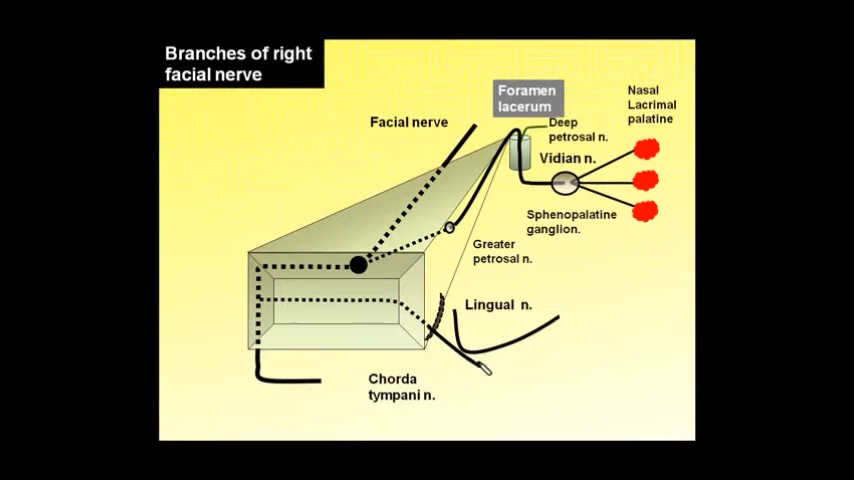 Branches of right
facial nerve
Foramen
lacerum
Nasal
Lacrimal
palatine
Facial nerve
Deep
petrosal n.
Vidian n.
Sphenopalatine
ganglion.
Greater
petrosal n.
Lingual n.
Chorda
tympani n.